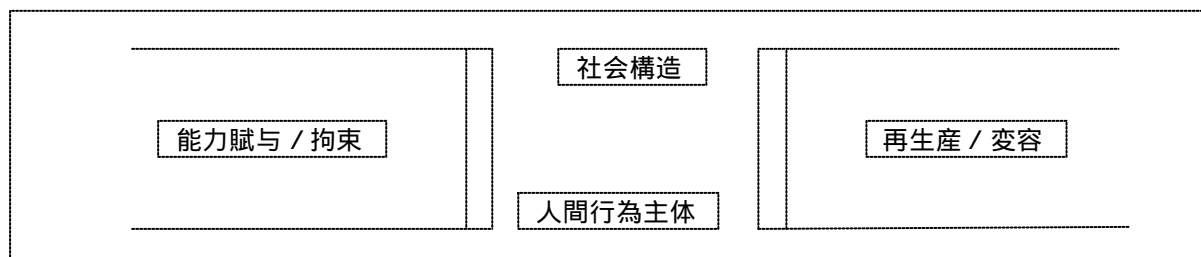 社会構造
能力賦与 / 拘束
再生産 / 変容
人間行為主体